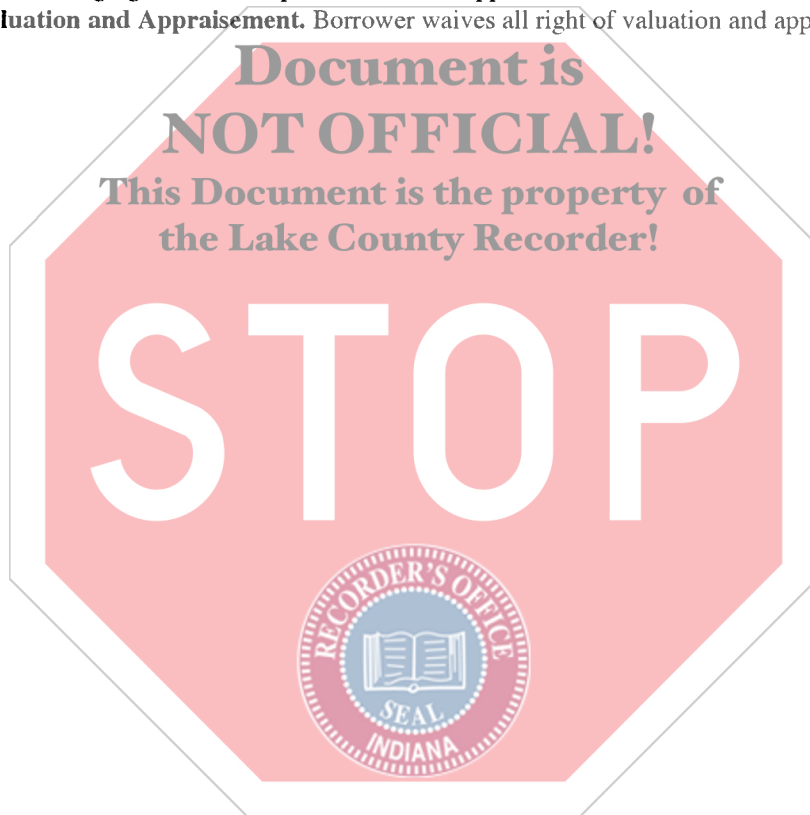 luation and Appraisement. Borrower waives all right of valuation and app
Document is
NOT OFFICIAL!
This Document is the property of
the Lake County Recorder!
STOP
RECORDER'S OFFICE
SEAL
INDIANA